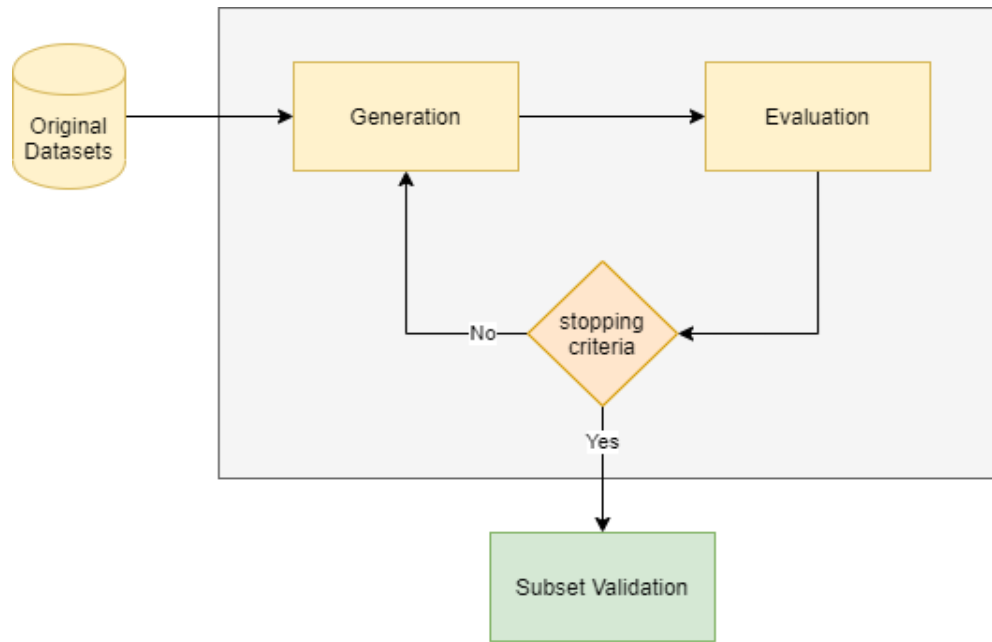 Original
Datasets
Generation
Evaluation
stopping
criteria
No
Yes
Subset Validation